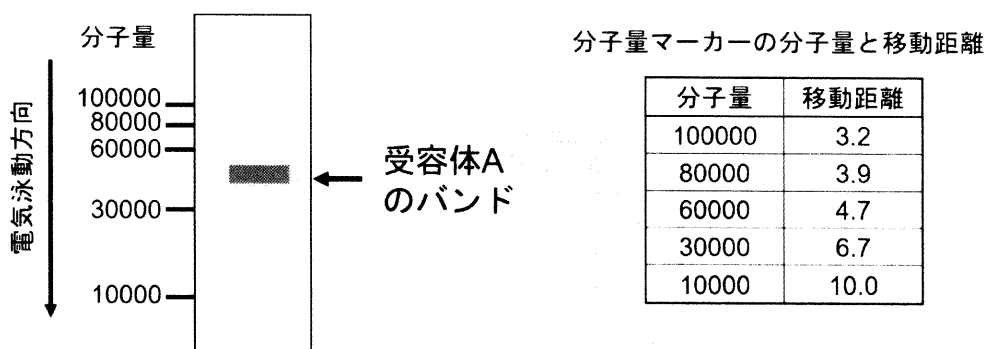 分子量
100000
80000
60000
30000
10000
電気泳動方向
受容体A
のバンド
分子量マーカーの分子量と移動距離
分子量 移動距離
100000 3.2
80000 3.9
60000 4.7
30000 6.7
10000 10.0